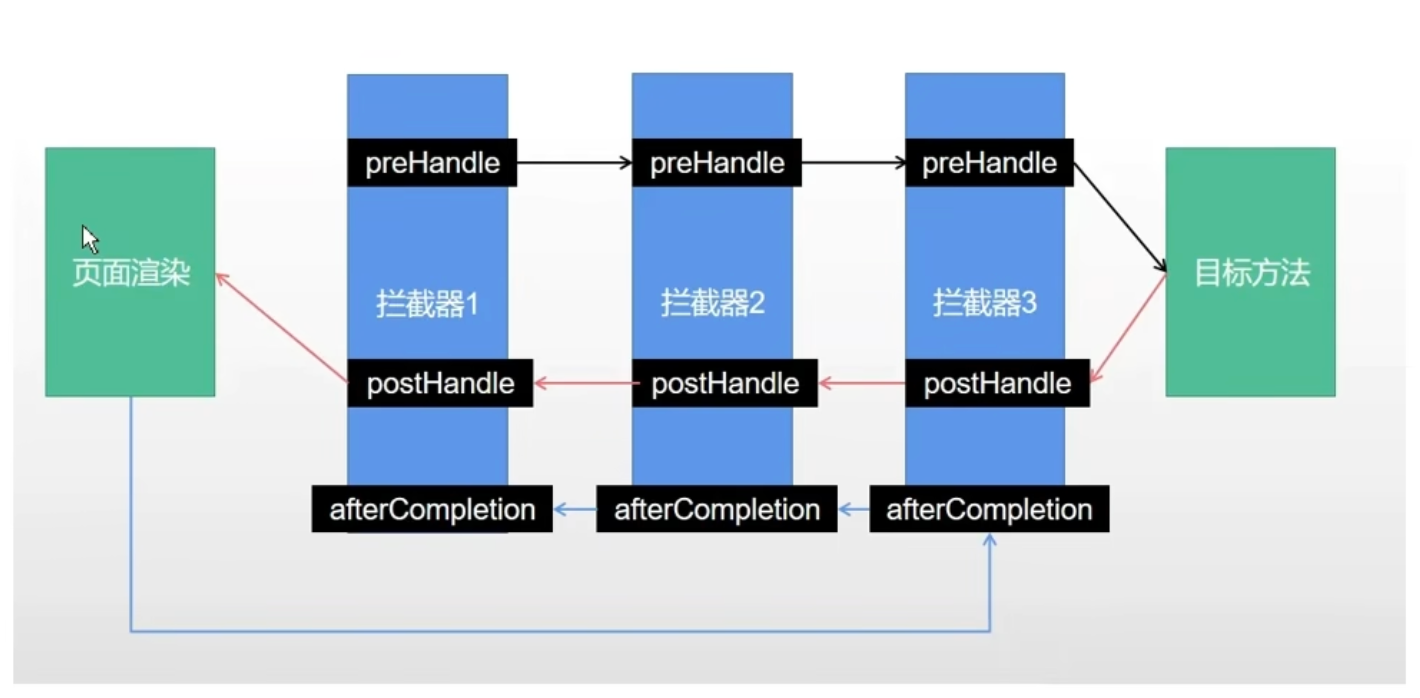 preHandle
preHandle
preHandle
页面渲染
目标方法
拦截器1
拦截器2
拦截器3
postHandle
postHandle
postHandle
afterCompletion
afterCompletion
afterCompletion